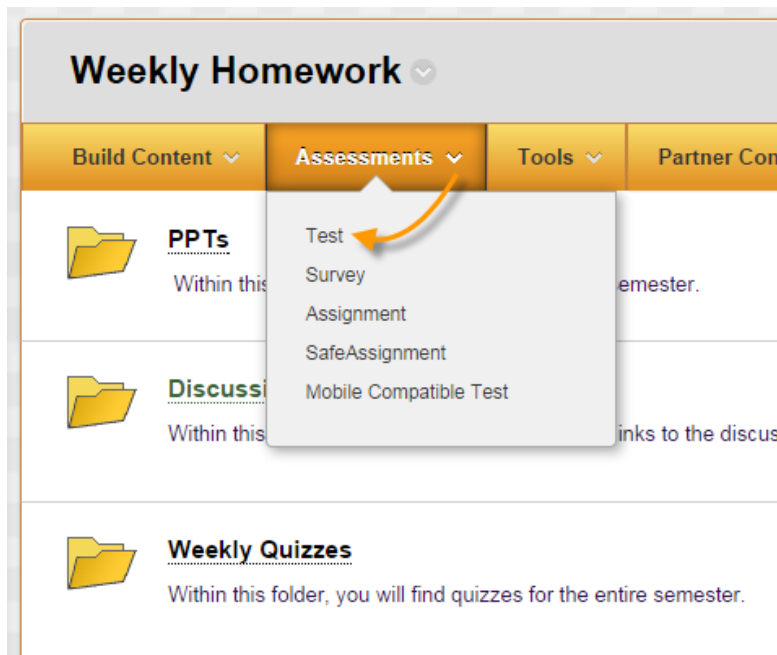 Weekly Homework
Build Content Assessments Tools Partner Con
PPTs
Within this emester.
Test
Survey
Assignment
SafeAssignment
Mobile Compatible Test
Discussi
Within this inks to the discus
Weekly Quizzes
Within this folder, you will find quizzes for the entire semester.